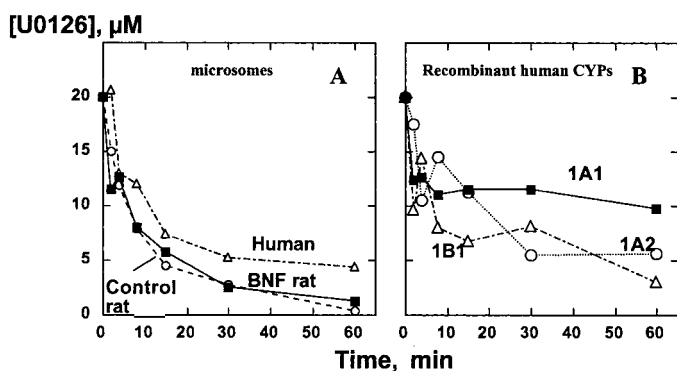 [U0126], μM
microsomes A
Recombinant human CYPs B
20
15
10
5
0
Human
Control
rat
BNF rat
1A1
1A2
1B1
0 10 20 30 40 50 60
0 10 20 30 40 50 60
Time, min